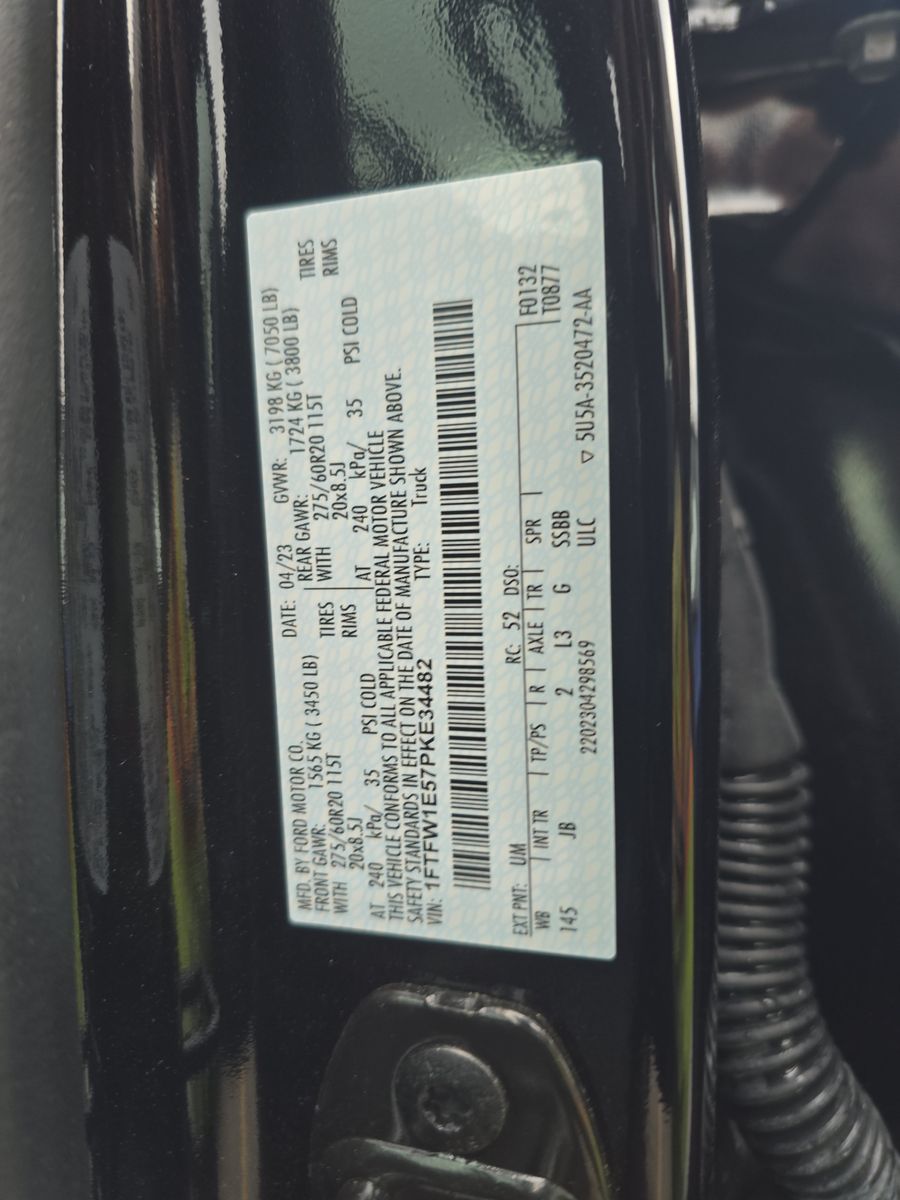 MFD. BY FORD MOTOR CO. DATE: 04/23 GVWR: 3198 KG ( 7050 LB)
FRONT GAWR: 1565 KG ( 3450 LB) REAR GAWR: 1724 KG ( 3800 LB)
WITH 275/60R20 115T TIRES WITH 275/60R20 115T TIRES
20x8.5J RIMS 20x8.5J RIMS
AT 240 kPa/ 35 PSI COLD AT 240 kPa/ 35 PSI COLD
THIS VEHICLE CONFORMS TO ALL APPLICABLE FEDERAL MOTOR VEHICLE
SAFETY STANDARDS IN EFFECT ON THE DATE OF MANUFACTURE SHOWN ABOVE.
VIN: 1FTFW1E57PKE34482 TYPE: Truck
EXT PNT: UM RC: 52 DSO: F0132
WB INT TR TP/PS R AXLE TR SPR T0877
145 JB 2 L3 G SSBB
2202304298569 ULC ▽ 5U5A-3520472-AA